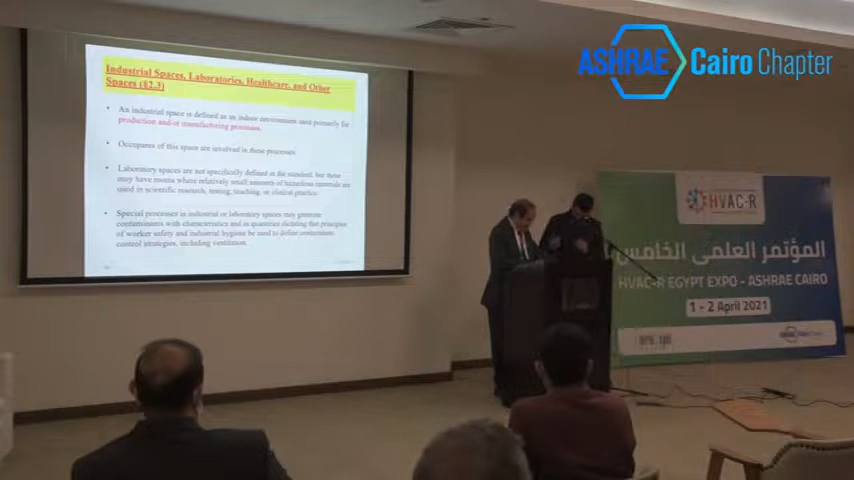 ASHRAE Cairo Chapter
Industrial Spaces, Laboratories, Healthcare, and Other
Spaces (§2.3)
• An industrial space is defined as an indoor environment used primarily for
production and/or manufacturing processes.
• Occupants of this space are involved in these processes.
• Laboratory spaces are not specifically defined in the standard, but these
may have rooms where relatively small amounts of hazardous materials are
used in scientific research, testing, teaching, or clinical practice.
• Special processes in industrial or laboratory spaces may generate
contaminants with characteristics and in quantities dictating that principles
of worker safety and industrial hygiene be used to define contaminant
control strategies, including ventilation.
HVAC-R
المؤتمر العلمى الخامس
HVAC-R EGYPT EXPO - ASHRAE CAIRO
1 - 2 April 2021